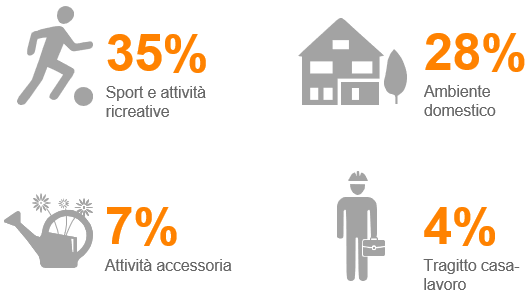 35%
Sport e attività
ricreative
28%
Ambiente
domestico
7%
Attività accessoria
4%
Tragitto casa-
lavoro